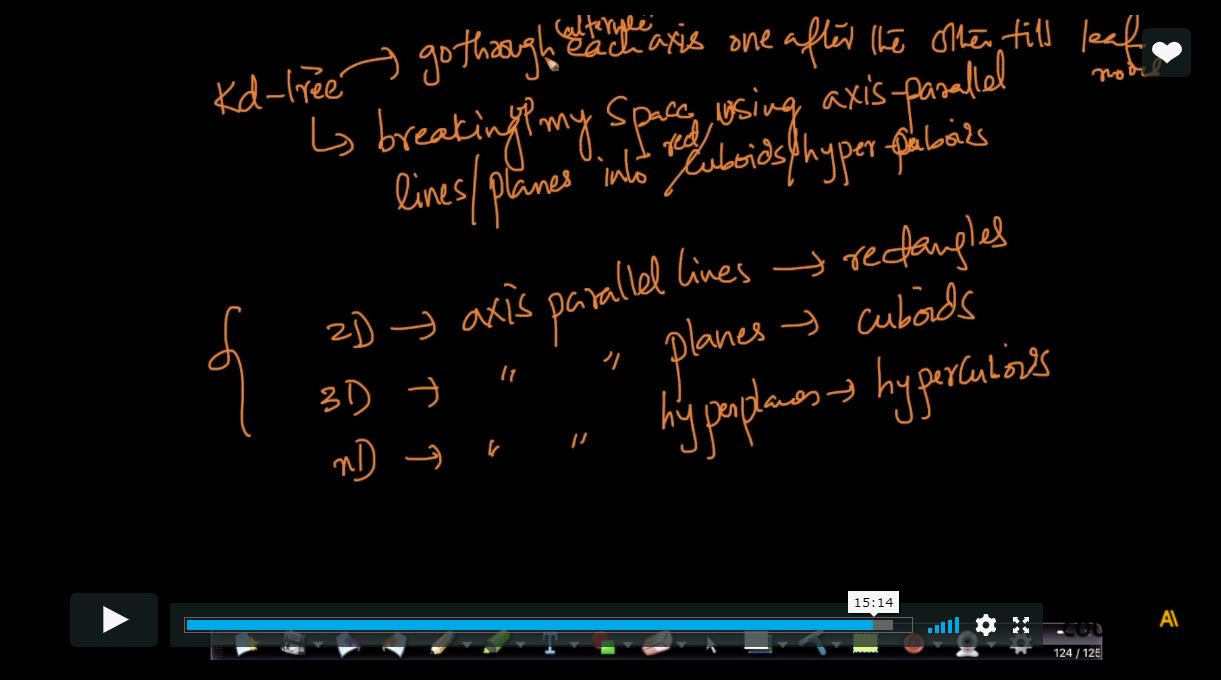 Kd-tree → go through (alternate each axis one after the other till leaf node
↳ breaking up my space using axis-parallel
lines/planes into rect/cuboids/hyper-cuboids
2D → axis parallel lines → rectangles
3D → " " planes → cuboids
nD → " " hyperplanes → hypercuboids
15:14
124 / 125